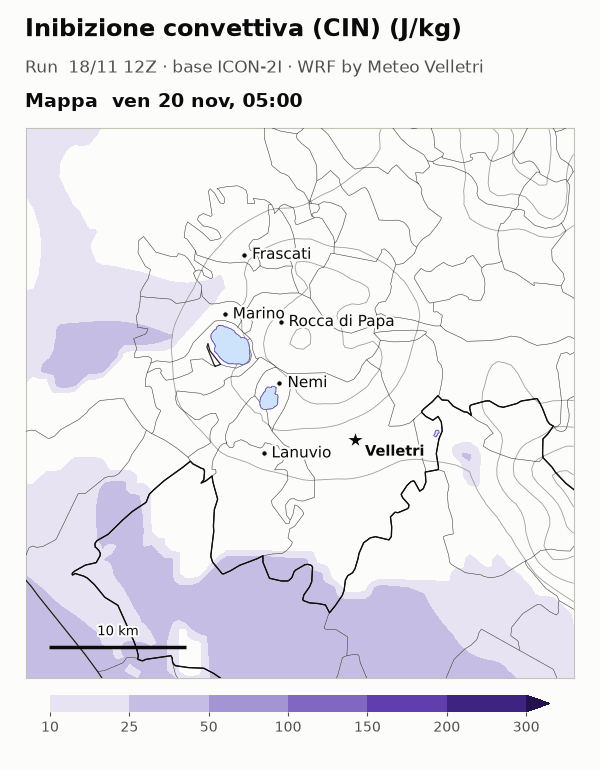 Inibizione convettiva (CIN) (J/kg)
Run  18/11 12Z · base ICON-2I · WRF by Meteo Velletri
Mappa  ven 20 nov, 05:00
Frascati
Marino
Rocca di Papa
Nemi
Velletri
Lanuvio
10 km
10 25 50 100 150 200 300